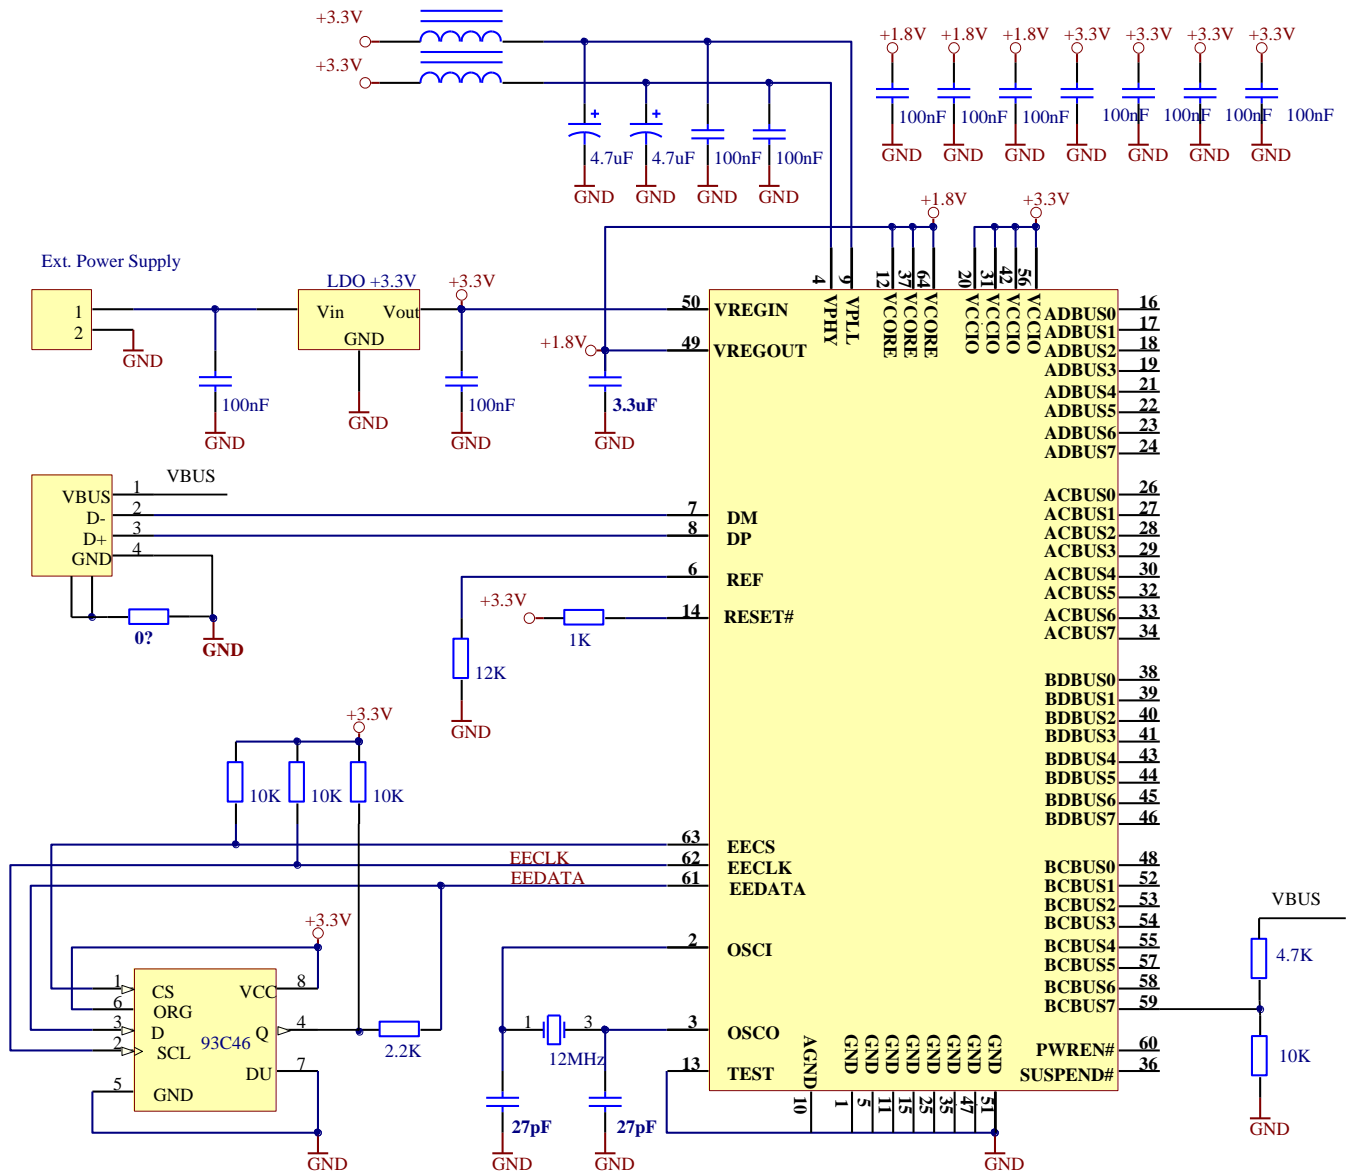 +3.3V
+3.3V
4.7uF 4.7uF 100nF 100nF
GND GND GND GND
+1.8V +1.8V +1.8V +3.3V +3.3V +3.3V +3.3V
100nF 100nF 100nF 100nF 100nF 100nF 100nF
GND GND GND GND GND GND GND
+1.8V +3.3V
Ext. Power Supply
1
2
GND
100nF
GND
LDO +3.3V
Vin Vout
GND
GND
+3.3V
100nF
GND
+1.8V
3.3uF
GND
50 VREGIN
49 VREGOUT
4 VPHY
9 VPLL
12 VCORE
37 VCORE
64 VCORE
20 VCCIO
31 VCCIO
42 VCCIO
56 VCCIO
ADBUS0 16
ADBUS1 17
ADBUS2 18
ADBUS3 19
ADBUS4 21
ADBUS5 22
ADBUS6 23
ADBUS7 24
VBUS 1 VBUS
D- 2
D+ 3
GND 4
0?
GND
7 DM
8 DP
6 REF
14 RESET#
+3.3V
1K
12K
GND
ACBUS0 26
ACBUS1 27
ACBUS2 28
ACBUS3 29
ACBUS4 30
ACBUS5 32
ACBUS6 33
ACBUS7 34
BDBUS0 38
BDBUS1 39
BDBUS2 40
BDBUS3 41
BDBUS4 43
BDBUS5 44
BDBUS6 45
BDBUS7 46
+3.3V
10K 10K 10K
63 EECS
EECLK 62 EECLK
EEDATA 61 EEDATA
BCBUS0 48
BCBUS1 52
BCBUS2 53
BCBUS3 54
BCBUS4 55
BCBUS5 57
BCBUS6 58
BCBUS7 59
PWREN# 60
SUSPEND# 36
VBUS
4.7K
10K
GND
+3.3V
1 CS
6 ORG
3 D
2 SCL
5 GND
93C46
VCC 8
Q 4
DU 7
2.2K
GND
2 OSCI
3 OSCO
13 TEST
1 3
12MHz
27pF 27pF
GND GND
AGND 10
GND 1
GND 5
GND 11
GND 15
GND 25
GND 35
GND 47
GND 51
GND